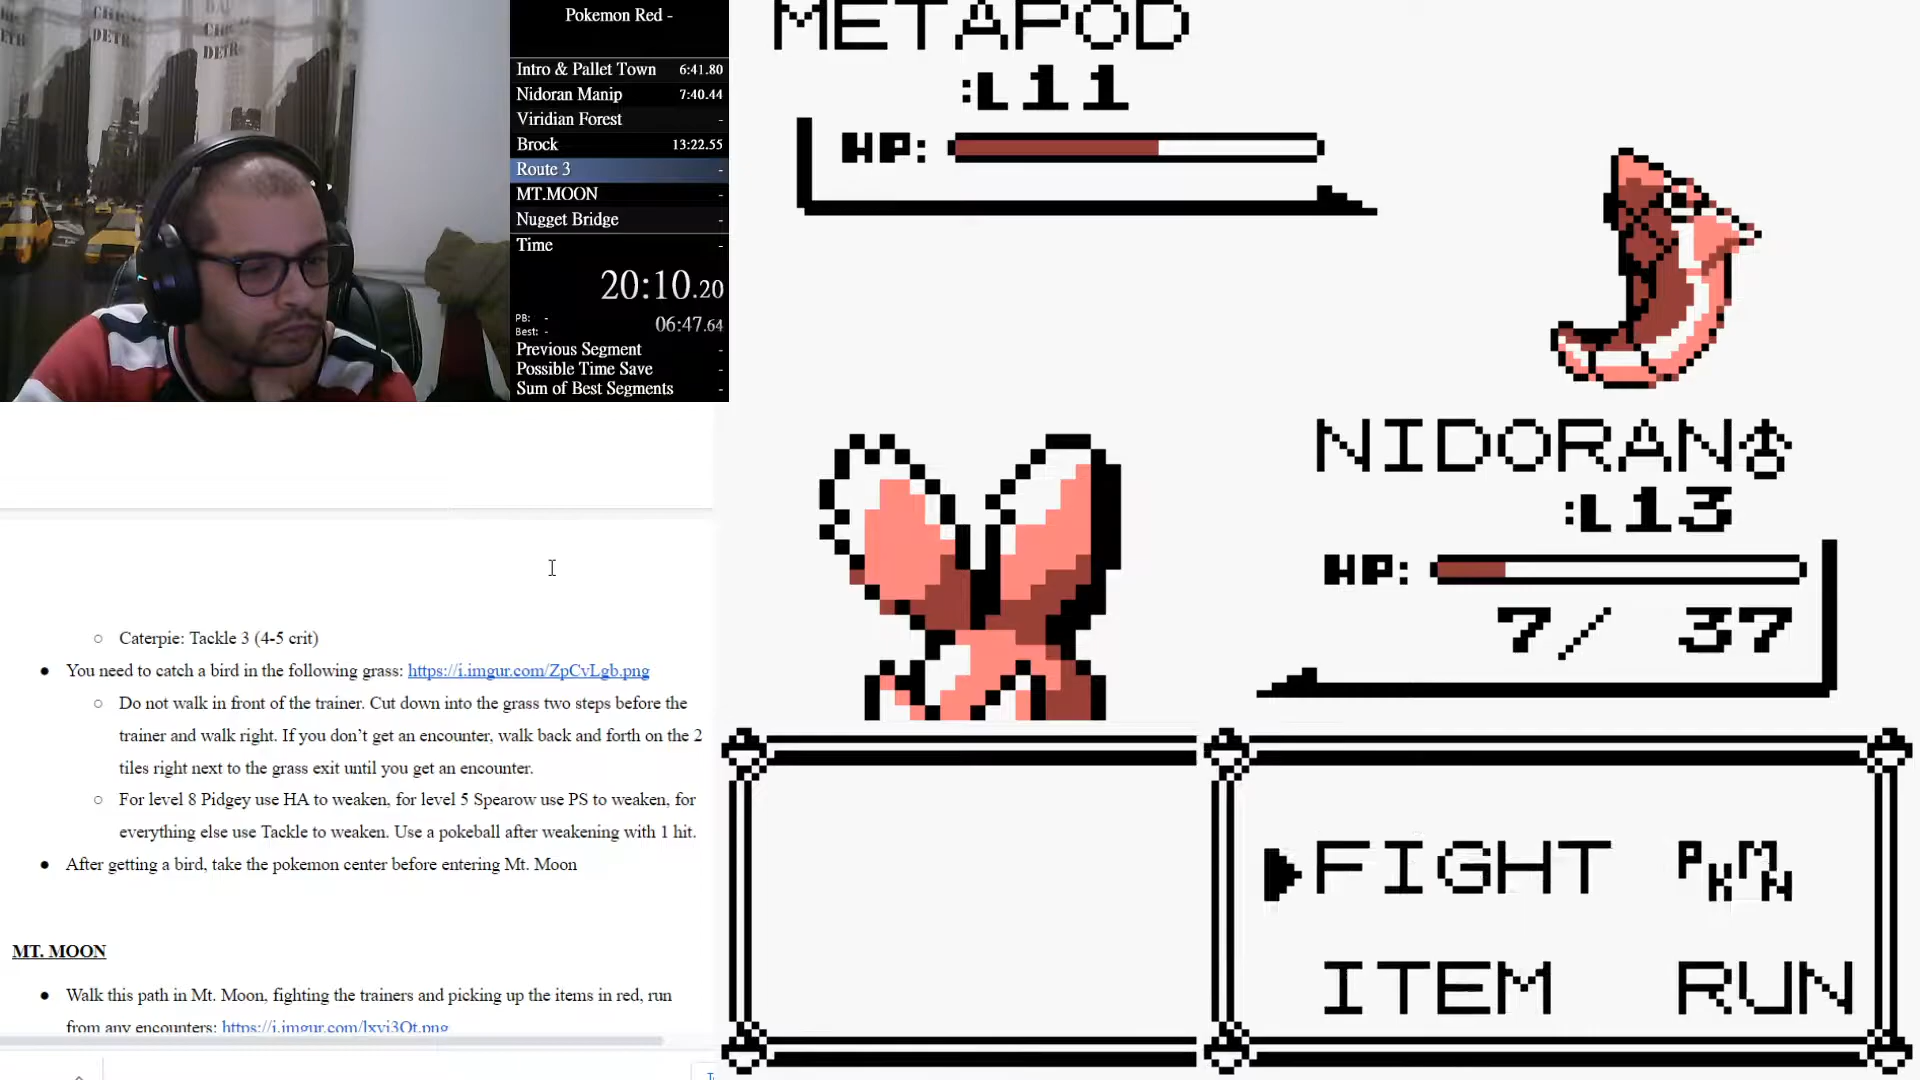 CHICAGO
DETR
Pokemon Red -
Intro & Pallet Town 6:41.80
Nidoran Manip 7:40.44
Viridian Forest -
Brock 13:22.55
Route 3 -
MT.MOON -
Nugget Bridge -
Time -
20:10.20
PB: -
Best: -
06:47.64
Previous Segment -
Possible Time Save -
Sum of Best Segments -
METAPOD
:L11
HP:
NIDORAN♂
:L13
HP:
7/ 37
FIGHT PKMN
ITEM RUN
○ Caterpie: Tackle 3 (4-5 crit)
● You need to catch a bird in the following grass: https://i.imgur.com/ZpCvLgb.png
○ Do not walk in front of the trainer. Cut down into the grass two steps before the
trainer and walk right. If you don’t get an encounter, walk back and forth on the 2
tiles right next to the grass exit until you get an encounter.
○ For level 8 Pidgey use HA to weaken, for level 5 Spearow use PS to weaken, for
everything else use Tackle to weaken. Use a pokeball after weakening with 1 hit.
● After getting a bird, take the pokemon center before entering Mt. Moon
MT. MOON
● Walk this path in Mt. Moon, fighting the trainers and picking up the items in red, run
from any encounters: https://i.imgur.com/lxvi3Ot.png